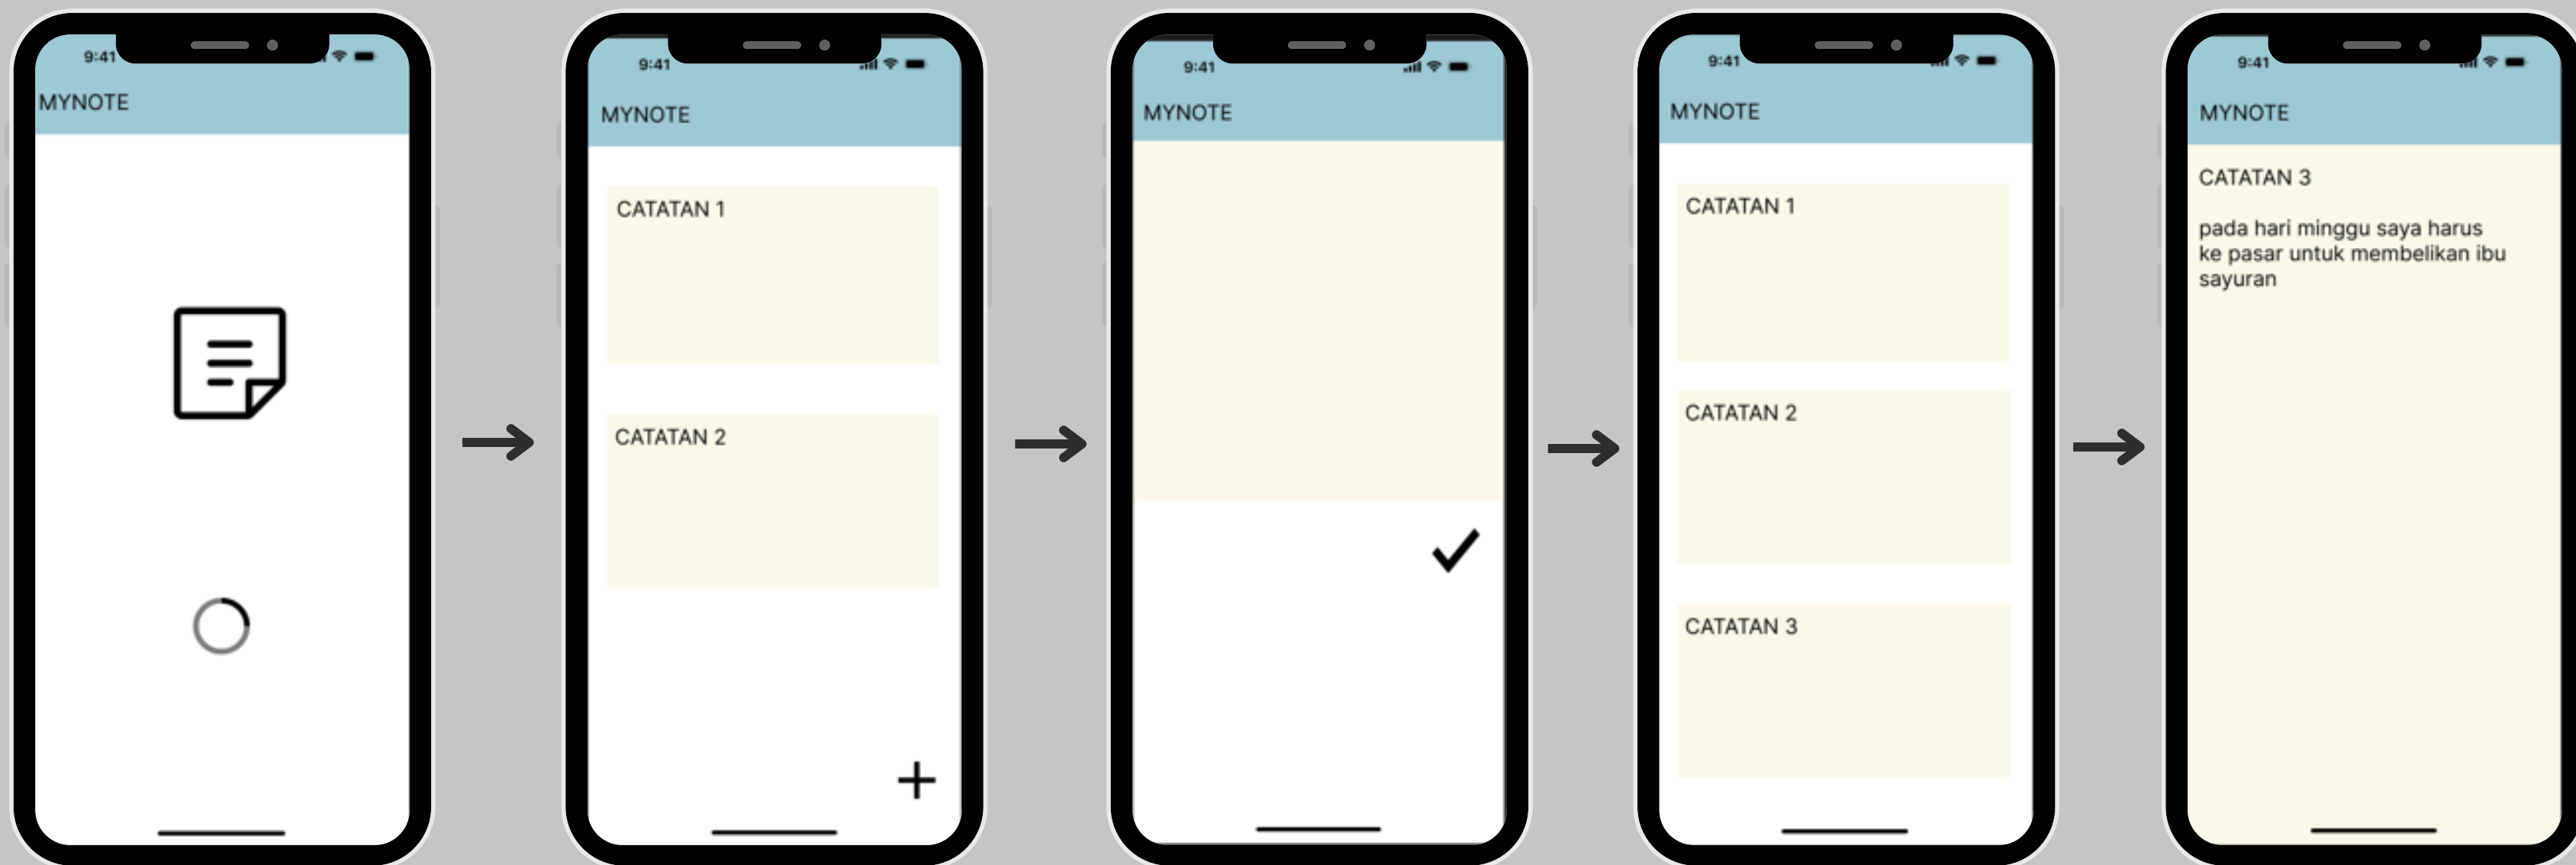 9:41
MYNOTE
9:41
MYNOTE
CATATAN 1
CATATAN 2
9:41
MYNOTE
9:41
MYNOTE
CATATAN 1
CATATAN 2
CATATAN 3
9:41
MYNOTE
CATATAN 3
pada hari minggu saya harus
ke pasar untuk membelikan ibu
sayuran